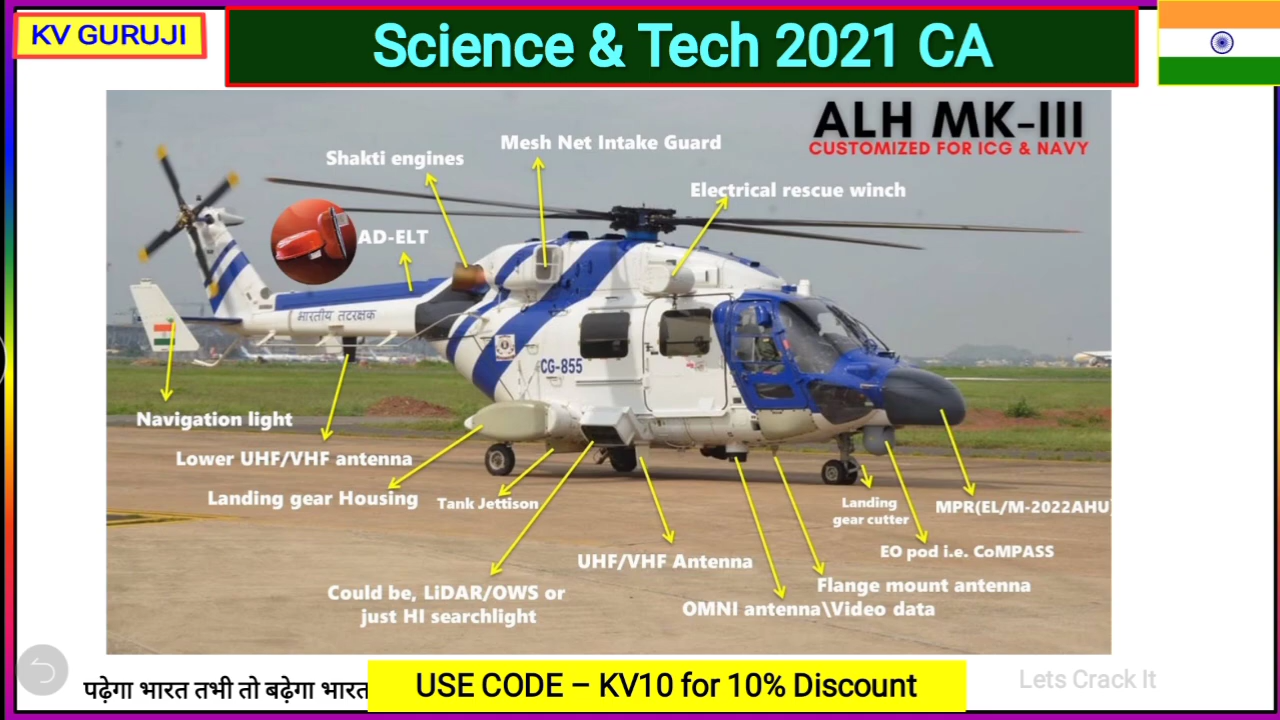 KV GURUJI
Science & Tech 2021 CA
ALH MK-III
CUSTOMIZED FOR ICG & NAVY
Mesh Net Intake Guard
Shakti engines
Electrical rescue winch
AD-ELT
भारतीय तटरक्षक
CG-855
Navigation light
Lower UHF/VHF antenna
Landing gear Housing
Tank Jettison
Landing
gear cutter
MPR(EL/M-2022AHU)
EO pod i.e. CoMPASS
UHF/VHF Antenna
Flange mount antenna
Could be, LiDAR/OWS or
just HI searchlight
OMNI antenna\Video data
पढ़ेगा भारत तभी तो बढ़ेगा भारत
USE CODE – KV10 for 10% Discount
Lets Crack It